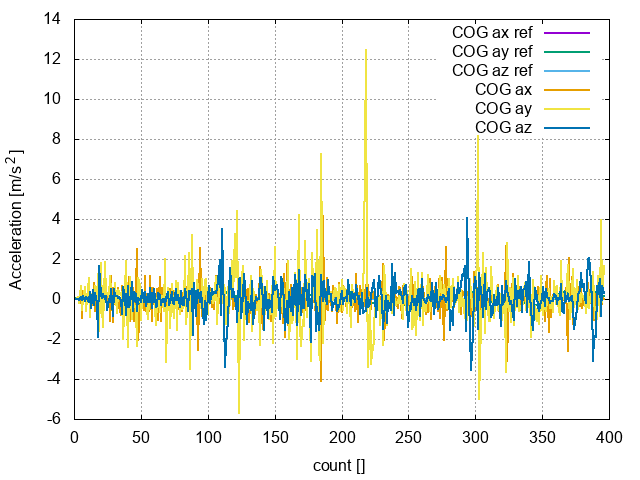 14
12
10
8
6
4
2
0
-2
-4
-6
0 50 100 150 200 250 300 350 400
Acceleration [m/s²]
count []
COG ax ref
COG ay ref
COG az ref
COG ax
COG ay
COG az